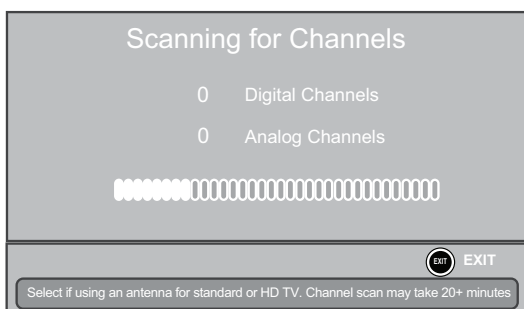 Scanning for Channels
0 Digital Channels
0 Analog Channels
EXIT EXIT
Select if using an antenna for standard or HD TV. Channel scan may take 20+ minutes